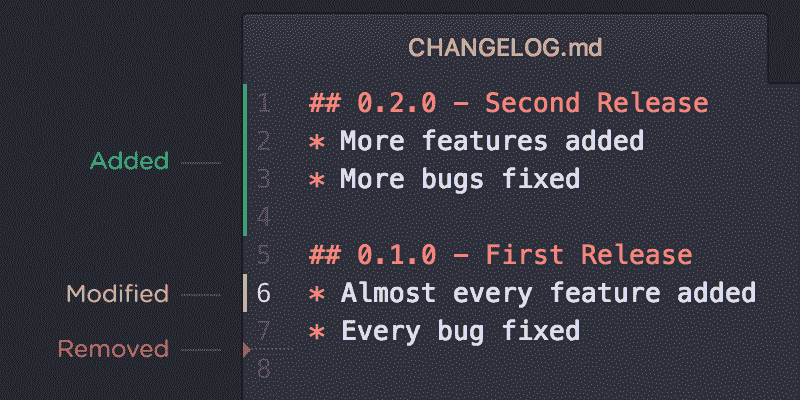 CHANGELOG.md
1 ## 0.2.0 – Second Release
2 * More features added
3 * More bugs fixed
4
5 ## 0.1.0 – First Release
6 * Almost every feature added
7 * Every bug fixed
8
Added
Modified
Removed